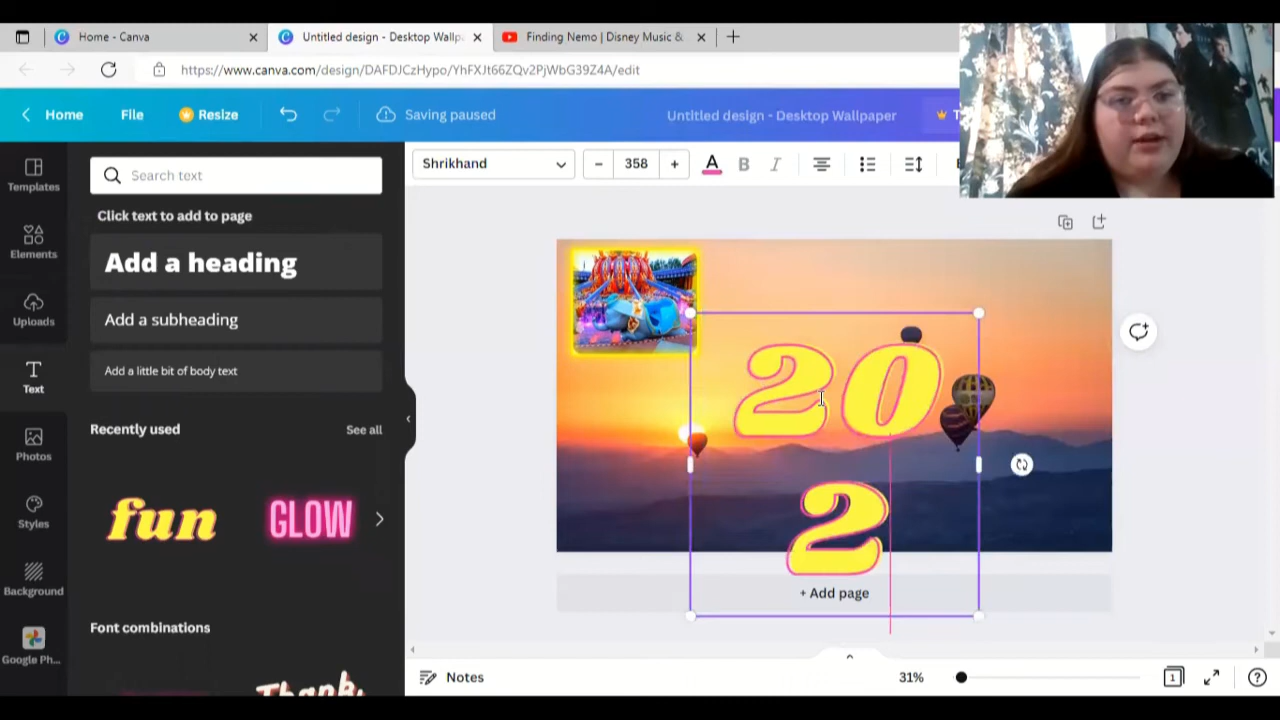 Home - Canva
Untitled design - Desktop Wallp
Finding Nemo | Disney Music &
https://www.canva.com/design/DAFDJCzHypo/YhFXJt66ZQv2PjWbG39Z4A/edit
Home
File
Resize
Saving paused
Untitled design - Desktop Wallpaper
T
Templates
Elements
Uploads
Text
Photos
Styles
Background
Google Ph...
Search text
Click text to add to page
Add a heading
Add a subheading
Add a little bit of body text
Recently used
See all
fun
GLOW
Font combinations
Thank
Shrikhand
- 358 +
A B I
20
2
+ Add page
Notes
31%
1
?